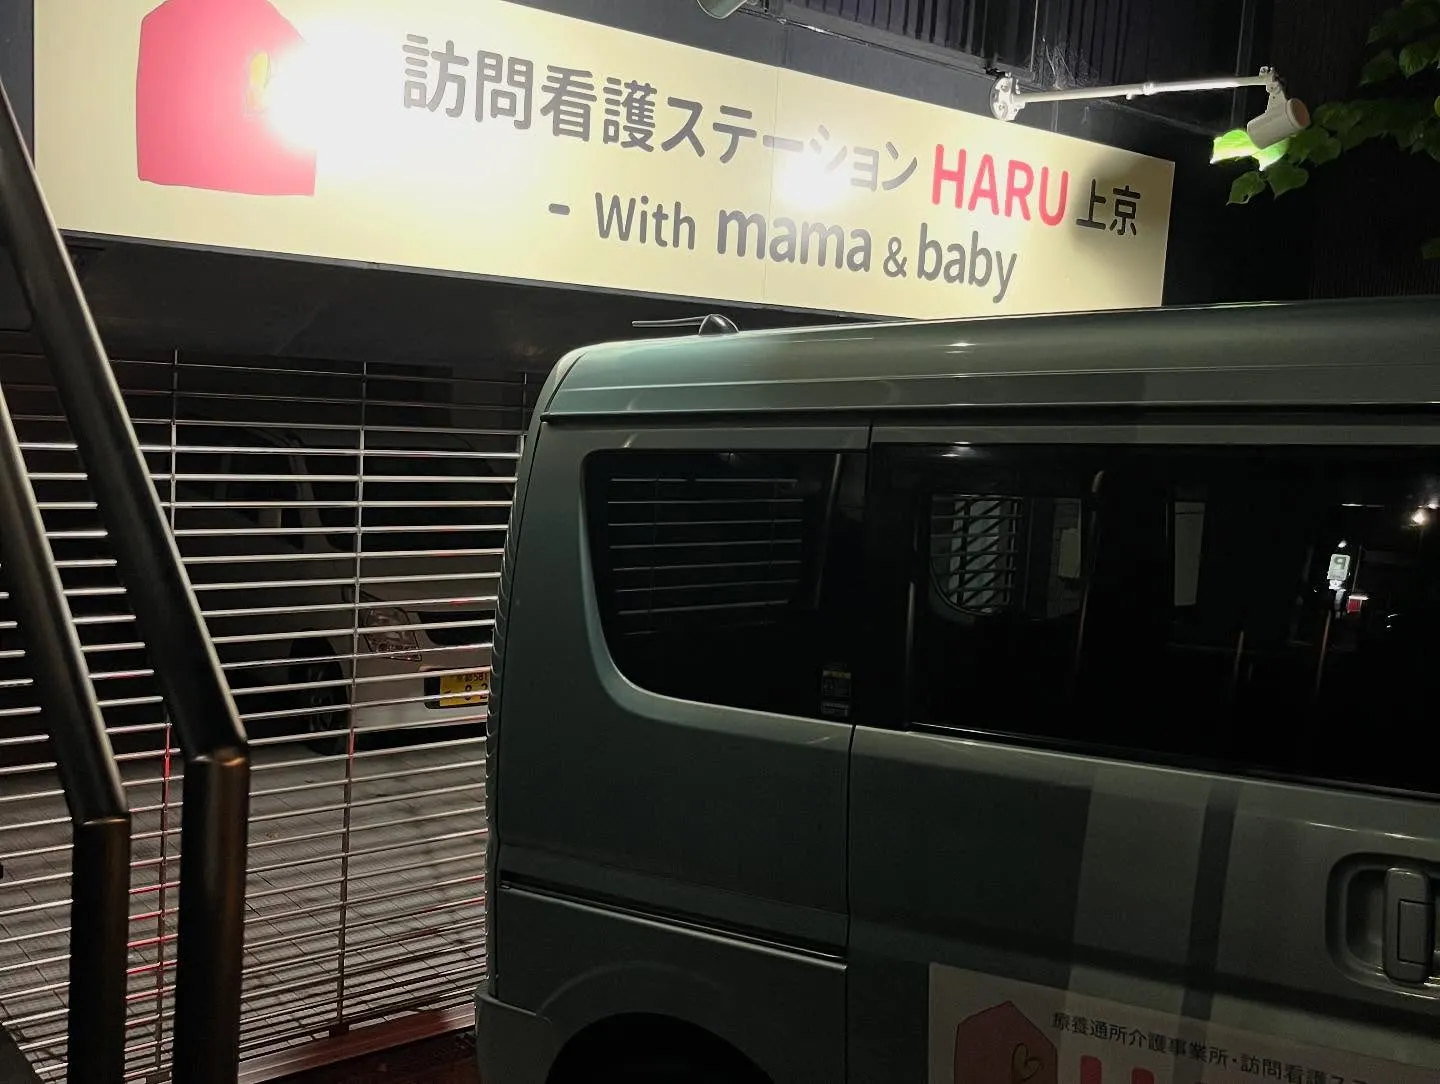 訪問看護ステーション HARU 上京
- With mama & baby
療養通所介護事業所・訪問看護ス